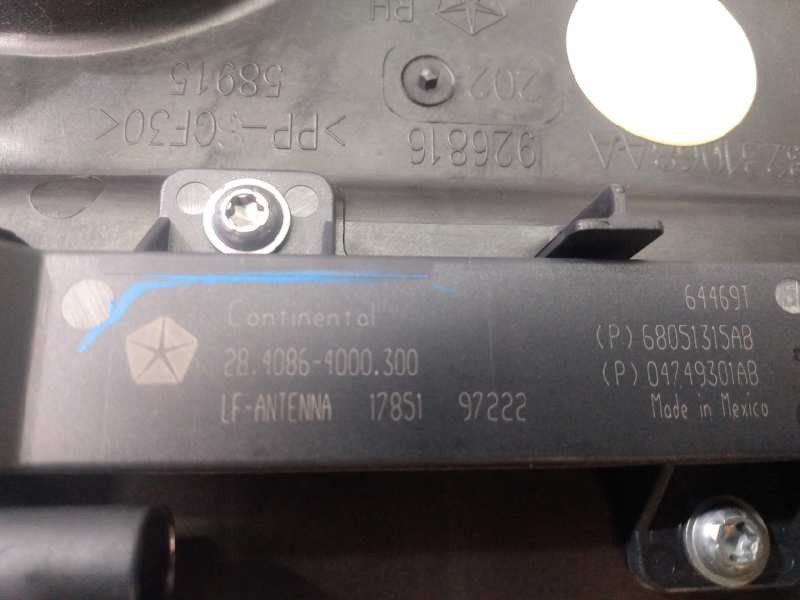 RH
58915
202
>PP-GF30<
926816
Continental
28.4086-4000.300
LF-ANTENNA 17851 97222
64469T
(P) 68051315AB
(P) 04749301AB
Made in Mexico